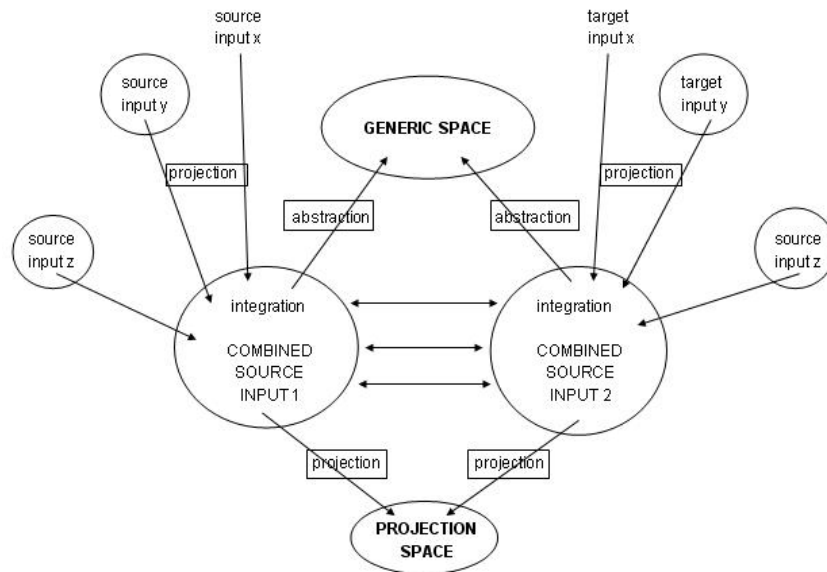 source
input x
target
input x
source
input y
target
input y
GENERIC SPACE
projection
projection
abstraction
abstraction
source
input z
source
input z
integration
integration
COMBINED
SOURCE
INPUT 1
COMBINED
SOURCE
INPUT 2
projection
projection
PROJECTION
SPACE